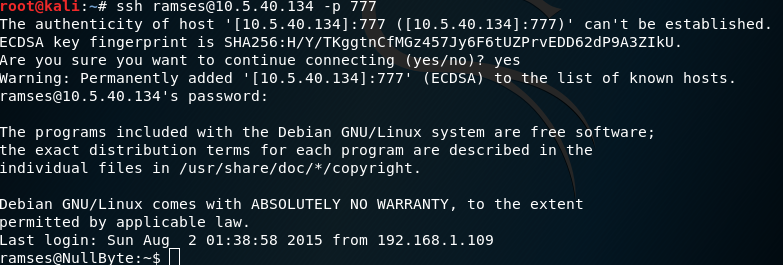 root@kali:~# ssh ramses@10.5.40.134 -p 777
The authenticity of host '[10.5.40.134]:777 ([10.5.40.134]:777)' can't be established.
ECDSA key fingerprint is SHA256:H/Y/TKggtnCfMGz457Jy6F6tUZPrvEDD62dP9A3ZIkU.
Are you sure you want to continue connecting (yes/no)? yes
Warning: Permanently added '[10.5.40.134]:777' (ECDSA) to the list of known hosts.
ramses@10.5.40.134's password:
The programs included with the Debian GNU/Linux system are free software;
the exact distribution terms for each program are described in the
individual files in /usr/share/doc/*/copyright.
Debian GNU/Linux comes with ABSOLUTELY NO WARRANTY, to the extent
permitted by applicable law.
Last login: Sun Aug  2 01:38:58 2015 from 192.168.1.109
ramses@NullByte:~$